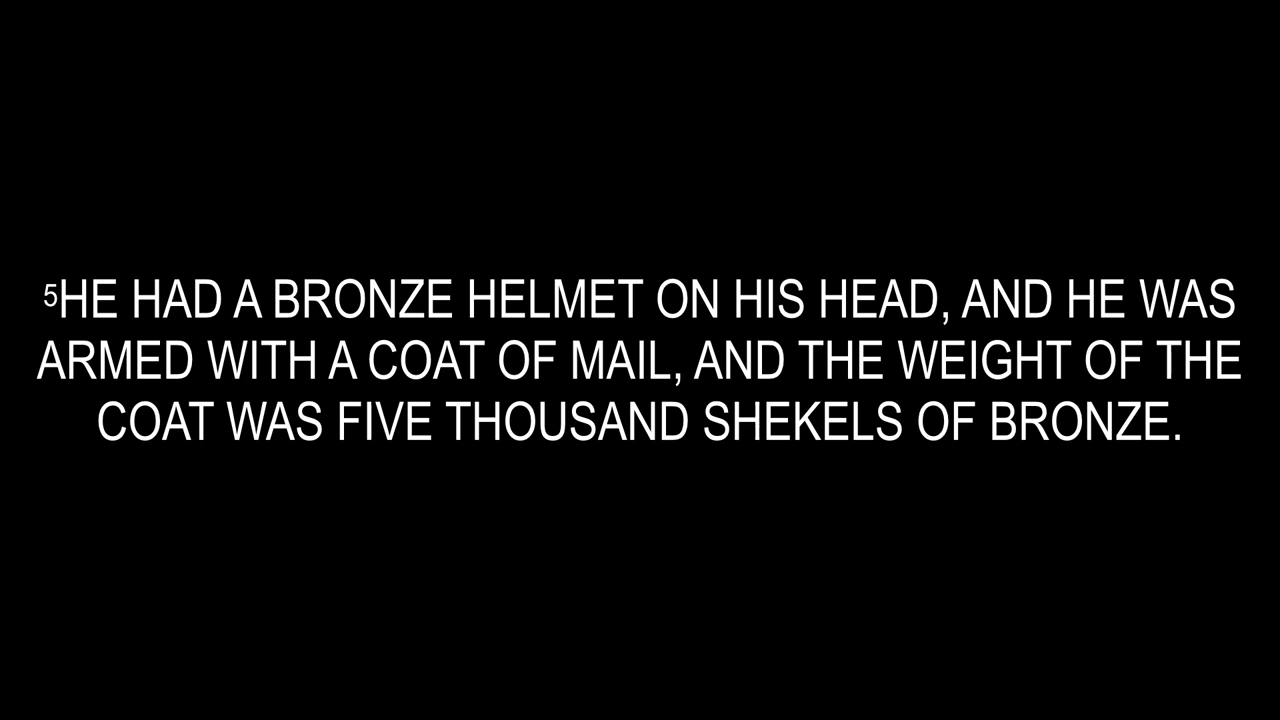 5HE HAD A BRONZE HELMET ON HIS HEAD, AND HE WAS
ARMED WITH A COAT OF MAIL, AND THE WEIGHT OF THE
COAT WAS FIVE THOUSAND SHEKELS OF BRONZE.